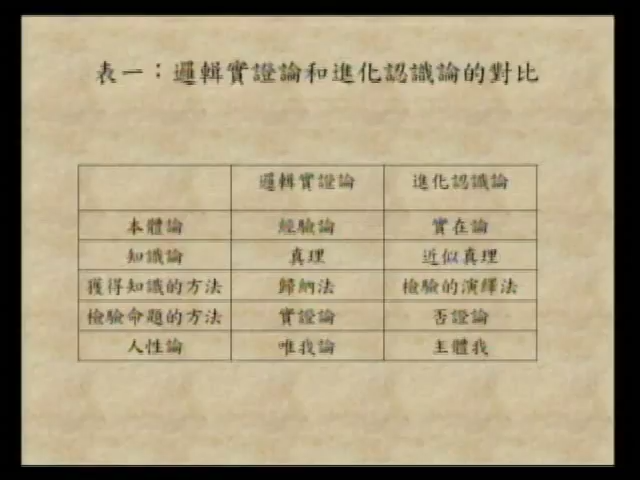 表一：邏輯實證論和進化認識論的對比
邏輯實證論 進化認識論
本體論 經驗論 實在論
知識論 真理 近似真理
獲得知識的方法 歸納法 檢驗的演繹法
檢驗命題的方法 實證論 否證論
人性論 唯我論 主體我